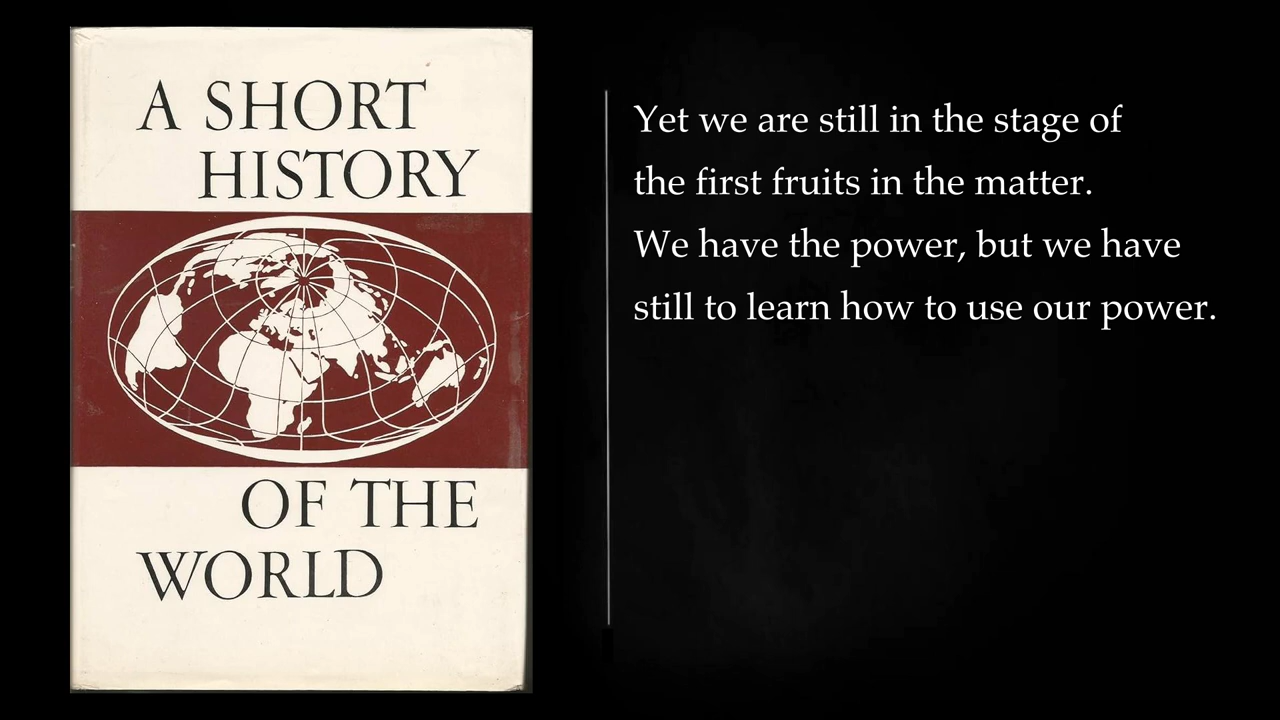 A SHORT
HISTORY
OF THE
WORLD
Yet we are still in the stage of
the first fruits in the matter.
We have the power, but we have
still to learn how to use our power.